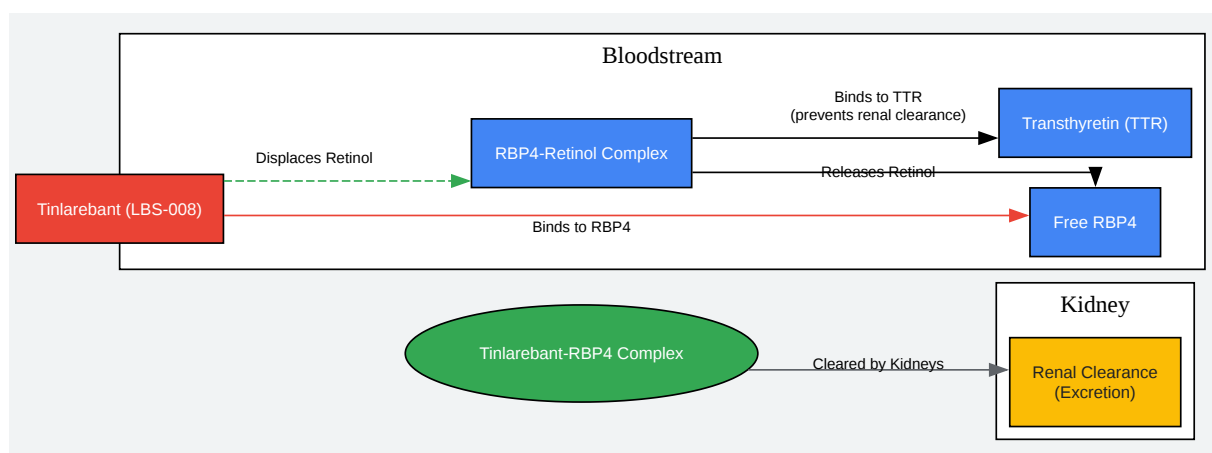 Bloodstream
Binds to TTR
(prevents renal clearance)
Transthyretin (TTR)
Displaces Retinol
RBP4-Retinol Complex
Releases Retinol
Tinlarebant (LBS-008)
Binds to RBP4
Free RBP4
Kidney
Tinlarebant-RBP4 Complex
Cleared by Kidneys
Renal Clearance
(Excretion)